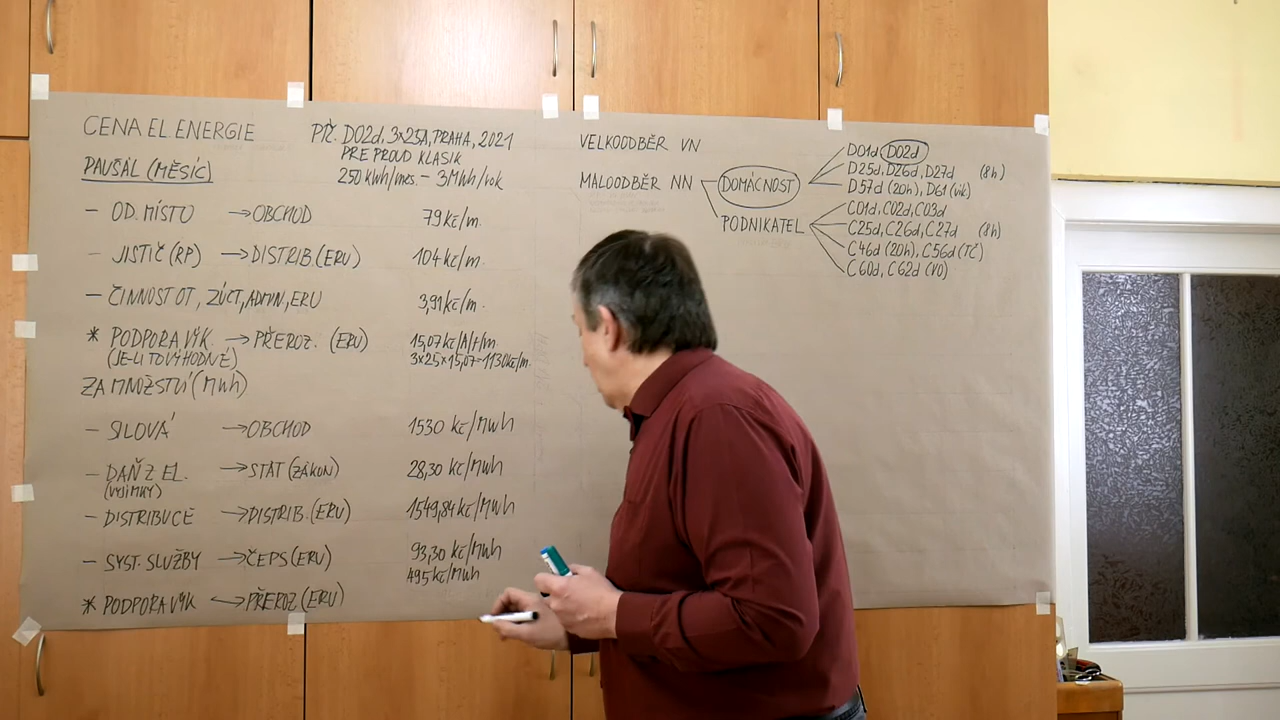 CENA EL. ENERGIE
PŘ. D02d, 3x25A, PRAHA, 2021
PRE PROUD KLASIK
250 kWh/měs. – 3MWh/rok
PAUŠÁL (MĚSÍC)
– OD. MÍSTO → OBCHOD 79 kč/m.
– JISTIČ (RP) → DISTRIB (ERU) 104 kč/m.
– ČINNOST OT, ZÚČT, ADMIN, ERU 3,91 kč/m.
* PODPORA VÝK. → PŘEROZ. (ERU) 15,07 kč/A/f/m
(JE-LI TO VÝHODNĚ) 3x25x15,07=1130kč/m.
ZA MNOŽSTVÍ (MWh)
– SILOVÁ → OBCHOD 1530 kč/MWh
– DAŇ Z EL. → STÁT (ZÁKON) 28,30 kč/MWh
(VYJÍMKY)
– DISTRIBUCE → DISTRIB. (ERU) 1549,84 kč/MWh
– SYST. SLUŽBY → ČEPS (ERU) 93,30 kč/MWh
* PODPORA VÝK → PŘEROZ (ERU) 495 kč/MWh
VELKOODBĚR VN
MALOODBĚR NN
DOMÁCNOST
D01d, D02d
D25d, D26d, D27d (8h)
D57d (20h), D61 (vik)
PODNIKATEL
C01d, C02d, C03d
C25d, C26d, C27d (8h)
C46d (20h), C56d (TČ)
C60d, C62d (VO)